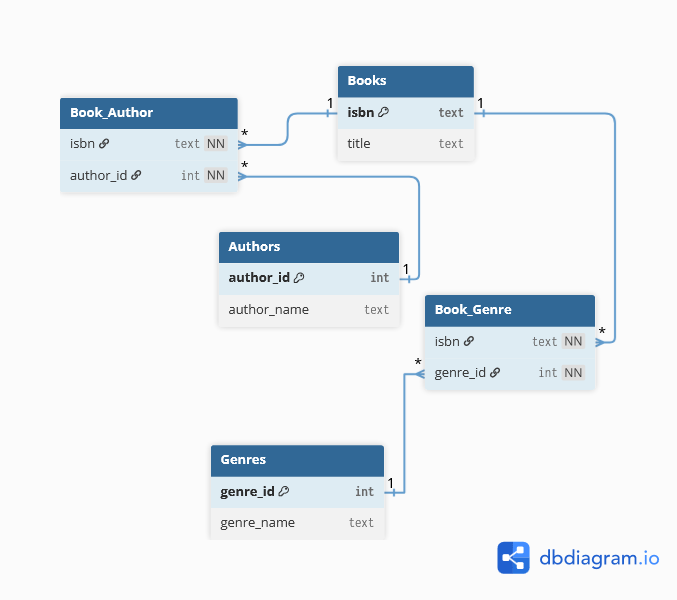 Books
isbn text
title text
1
1
Book_Author
isbn text NN
author_id int NN
*
*
Authors
author_id int
author_name text
1
Book_Genre
isbn text NN
genre_id int NN
*
*
Genres
genre_id int
genre_name text
1
dbdiagram.io